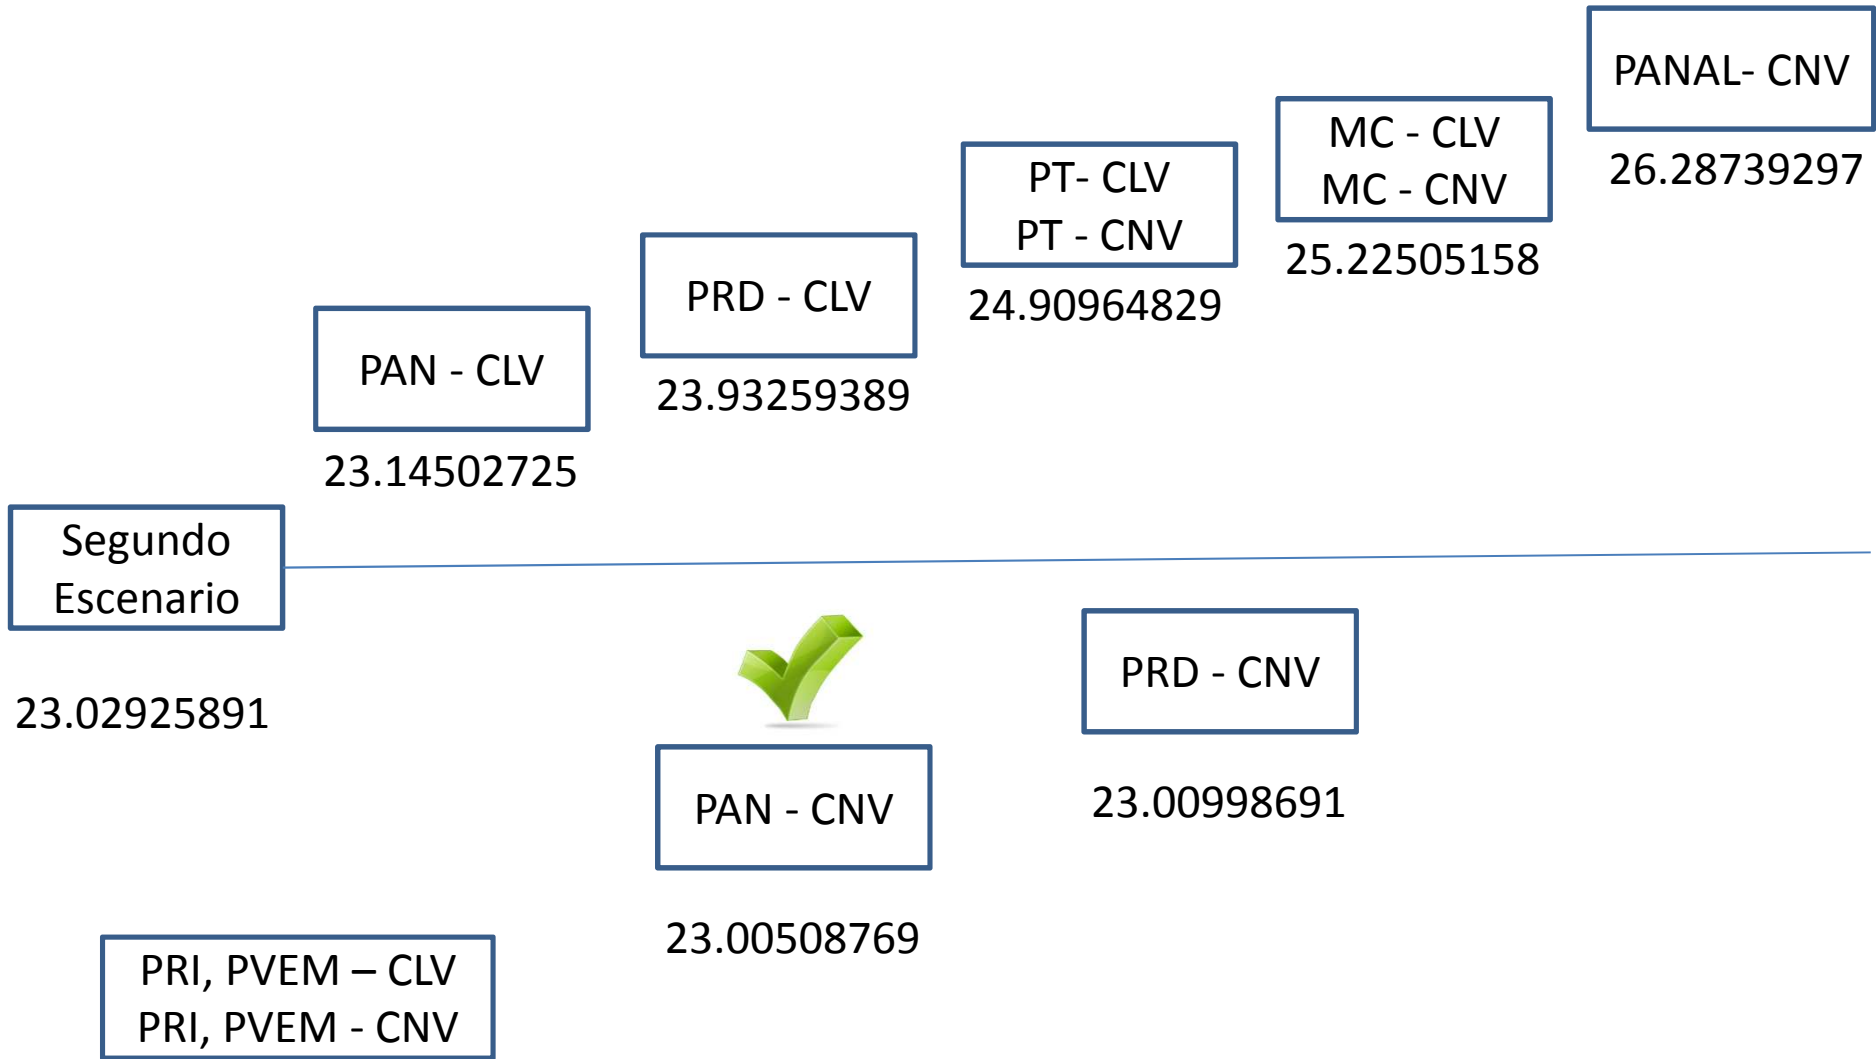 PANAL- CNV
26.28739297
MC - CLV
MC - CNV
25.22505158
PT- CLV
PT - CNV
24.90964829
PRD - CLV
23.93259389
PAN - CLV
23.14502725
Segundo
Escenario
23.02925891
PRD - CNV
23.00998691
PAN - CNV
23.00508769
PRI, PVEM – CLV
PRI, PVEM - CNV